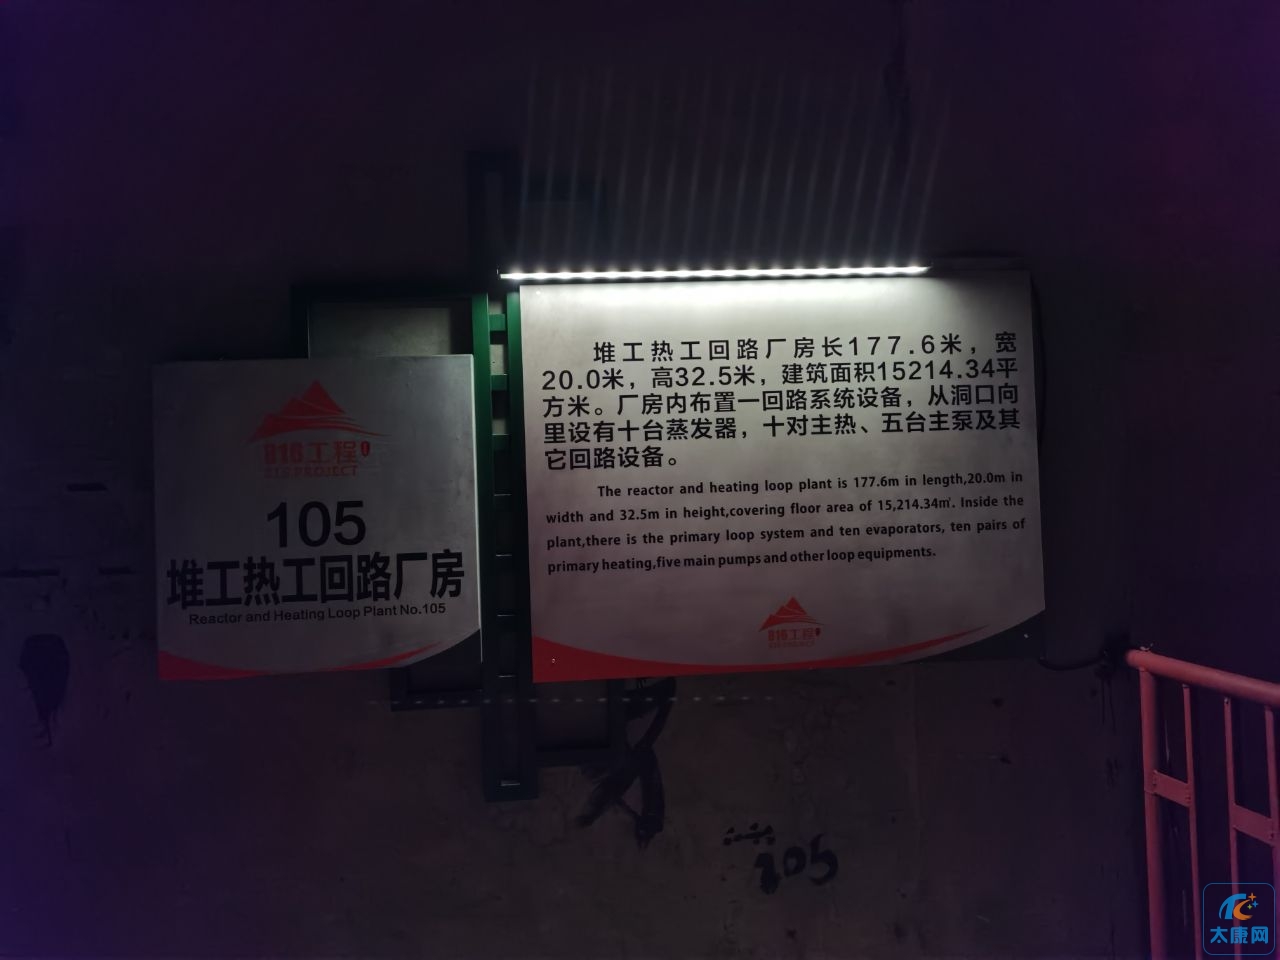 816工程
816 PROJECT
105
堆工热工回路厂房
Reactor and Heating Loop Plant No.105
堆工热工回路厂房长177.6米，宽
20.0米，高32.5米，建筑面积15214.34平
方米。厂房内布置一回路系统设备，从洞口向
里设有十台蒸发器，十对主热、五台主泵及其
它回路设备。
The reactor and heating loop plant is 177.6m in length,20.0m in
width and 32.5m in height,covering floor area of 15,214.34㎡. Inside the
plant,there is the primary loop system and ten evaporators, ten pairs of
primary heating,five main pumps and other loop equipments.
816工程
816 PROJECT
205
太康网